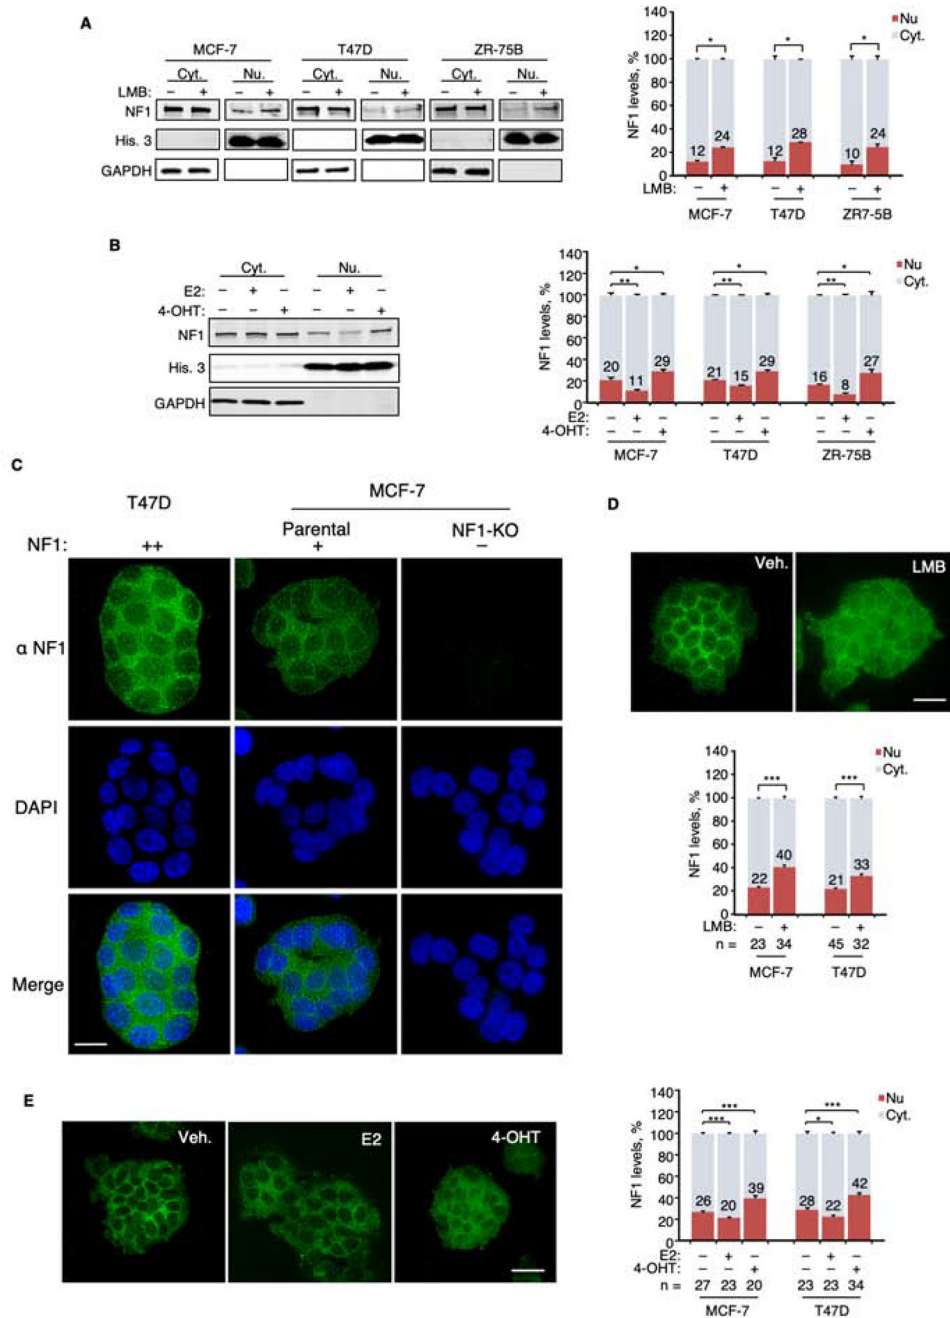 A
MCF-7 T47D ZR-75B
Cyt. Nu. Cyt. Nu. Cyt. Nu.
LMB: – + – + – + – + – + – +
NF1
His. 3
GAPDH
Nu
Cyt.
NF1 levels, %
140
120
100
80
60
40
20
0
* * *
12 24 12 28 10 24
LMB: – + – + – +
MCF-7 T47D ZR7-5B
B
Cyt. Nu.
E2: – + – – + –
4-OHT: – – + – – +
NF1
His. 3
GAPDH
Nu
Cyt.
NF1 levels, %
140
120
100
80
60
40
20
0
* * *
** ** **
20 11 29 21 15 29 16 8 27
E2: – + – – + – – + –
4-OHT: – – + – – + – – +
MCF-7 T47D ZR-75B
C
MCF-7
T47D Parental NF1-KO
NF1: ++ + –
α NF1
DAPI
Merge
D
Veh. LMB
Nu
Cyt.
NF1 levels, %
140
120
100
80
60
40
20
0
*** ***
22 40 21 33
LMB: – + – +
n = 23 34 45 32
MCF-7 T47D
E
Veh. E2 4-OHT
Nu
Cyt.
NF1 levels, %
140
120
100
80
60
40
20
0
*** ***
*** *
26 20 39 28 22 42
E2: – + – – + –
4-OHT: – – + – – +
n = 27 23 20 23 23 34
MCF-7 T47D